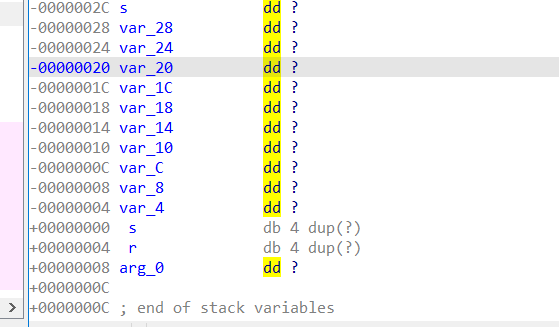 -0000002C s dd ?
-00000028 var_28 dd ?
-00000024 var_24 dd ?
-00000020 var_20 dd ?
-0000001C var_1C dd ?
-00000018 var_18 dd ?
-00000014 var_14 dd ?
-00000010 var_10 dd ?
-0000000C var_C dd ?
-00000008 var_8 dd ?
-00000004 var_4 dd ?
+00000000 s db 4 dup(?)
+00000004 r db 4 dup(?)
+00000008 arg_0 dd ?
+0000000C
+0000000C ; end of stack variables